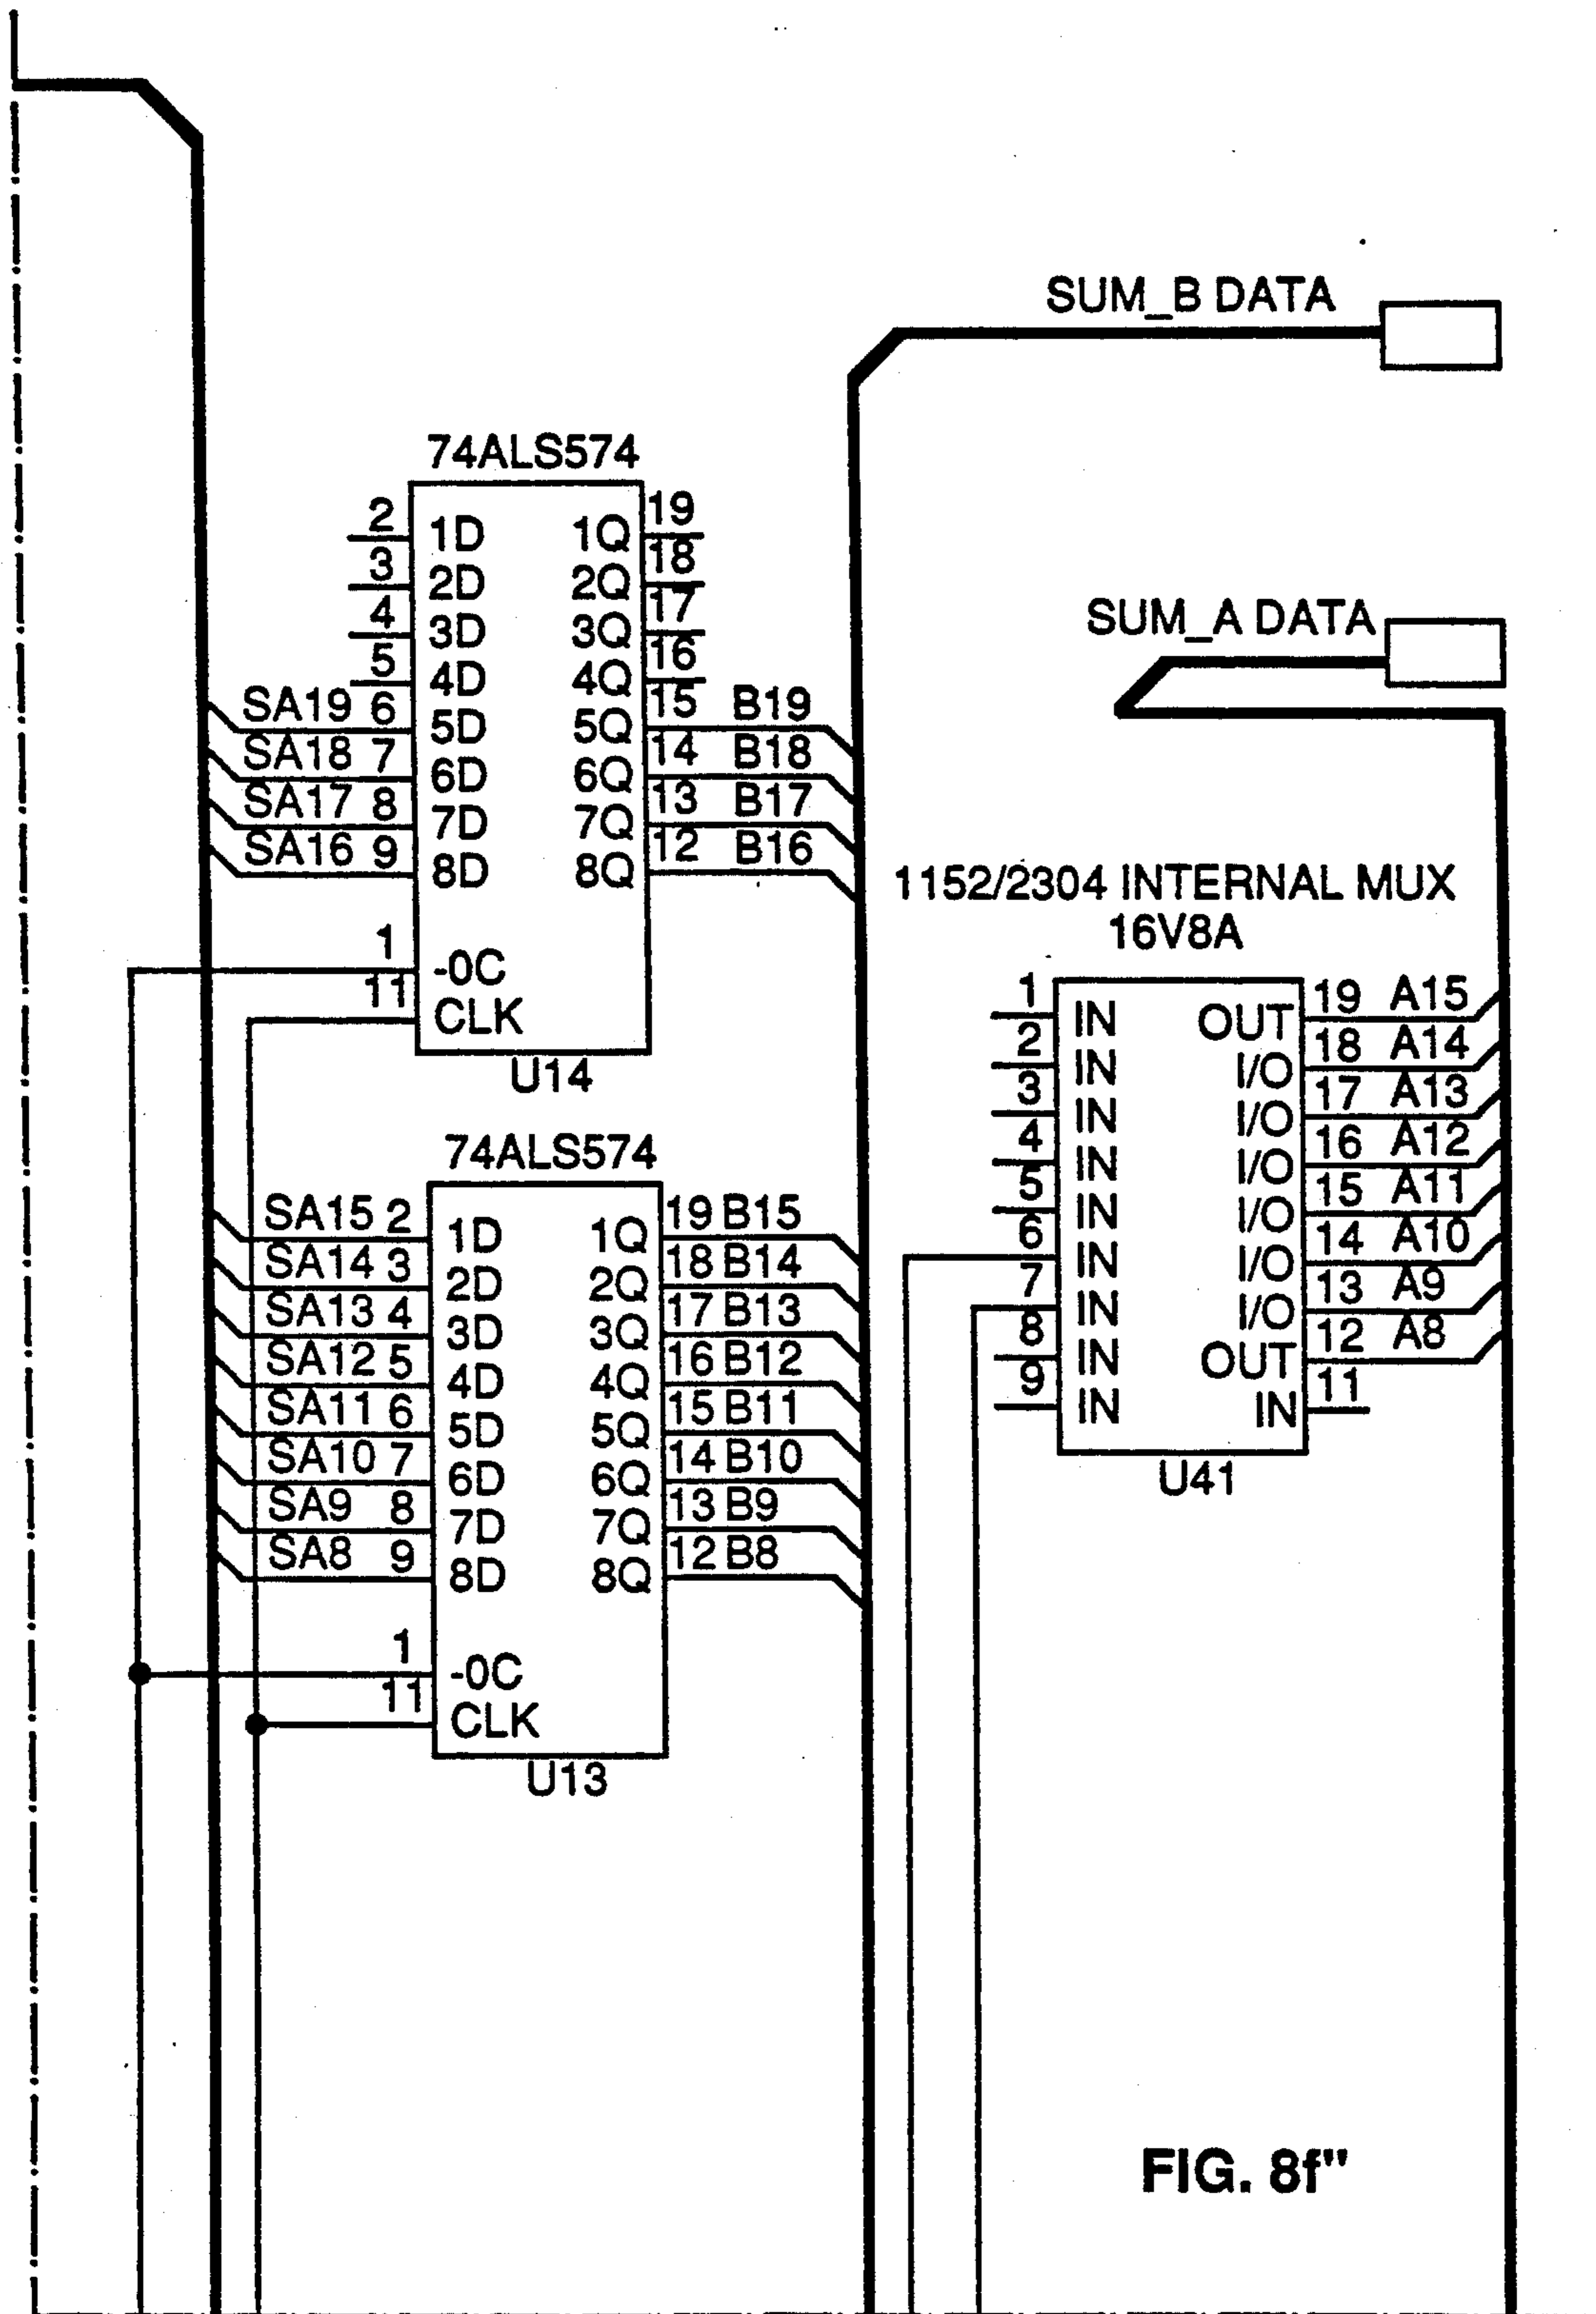 SUM_B DATA
74ALS574
2 1D 1Q 19
3 2D 2Q 18
4 3D 3Q 17
5 4D 4Q 16
SA19 6 5D 5Q 15 B19
SA18 7 6D 6Q 14 B18
SA17 8 7D 7Q 13 B17
SA16 9 8D 8Q 12 B16
1 -0C
11 CLK
U14
SUM_A DATA
1152/2304 INTERNAL MUX
16V8A
1 IN OUT 19 A15
2 IN I/O 18 A14
3 IN I/O 17 A13
4 IN I/O 16 A12
5 IN I/O 15 A11
6 IN I/O 14 A10
7 IN I/O 13 A9
8 IN OUT 12 A8
9 IN IN 11
U41
74ALS574
SA15 2 1D 1Q 19 B15
SA14 3 2D 2Q 18 B14
SA13 4 3D 3Q 17 B13
SA12 5 4D 4Q 16 B12
SA11 6 5D 5Q 15 B11
SA10 7 6D 6Q 14 B10
SA9 8 7D 7Q 13 B9
SA8 9 8D 8Q 12 B8
1 -0C
11 CLK
U13
FIG. 8f"